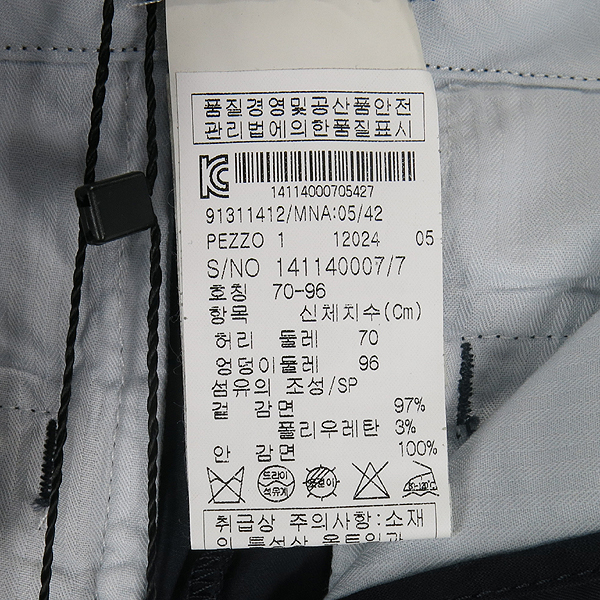 품질경영및공산품안전
관리법에의한품질표시
14114000705427
91311412/MNA:05/42
PEZZO 1 12024 05
S/NO 141140007/7
호칭 70-96
항목 신체치수(Cm)
허리 둘레 70
엉덩이둘레 96
섬유의 조성/SP
겉 감면 97%
폴리우레탄 3%
안 감면 100%
드라이
석유계
취급상 주의사항:소재
의 특성상